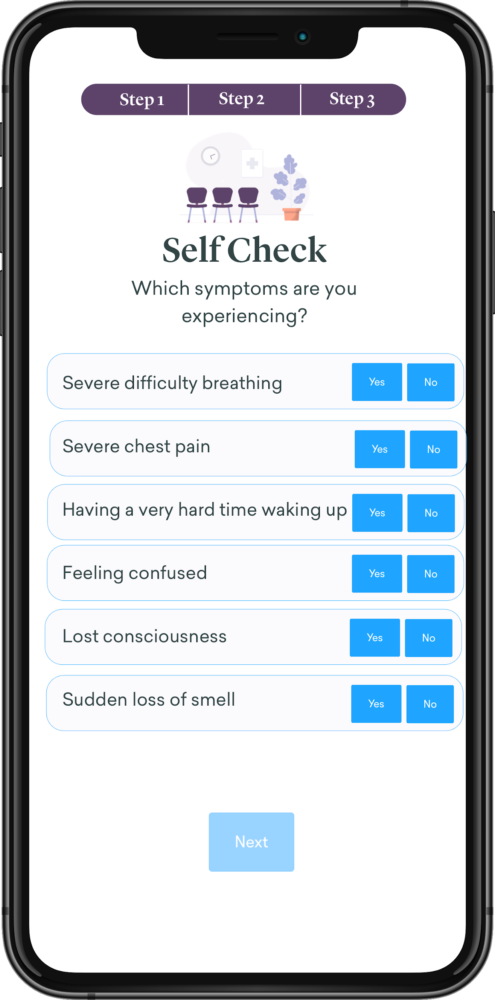 Step 1 Step 2 Step 3
Self Check
Which symptoms are you
experiencing?
Severe difficulty breathing Yes No
Severe chest pain Yes No
Having a very hard time waking up Yes No
Feeling confused Yes No
Lost consciousness Yes No
Sudden loss of smell Yes No
Next